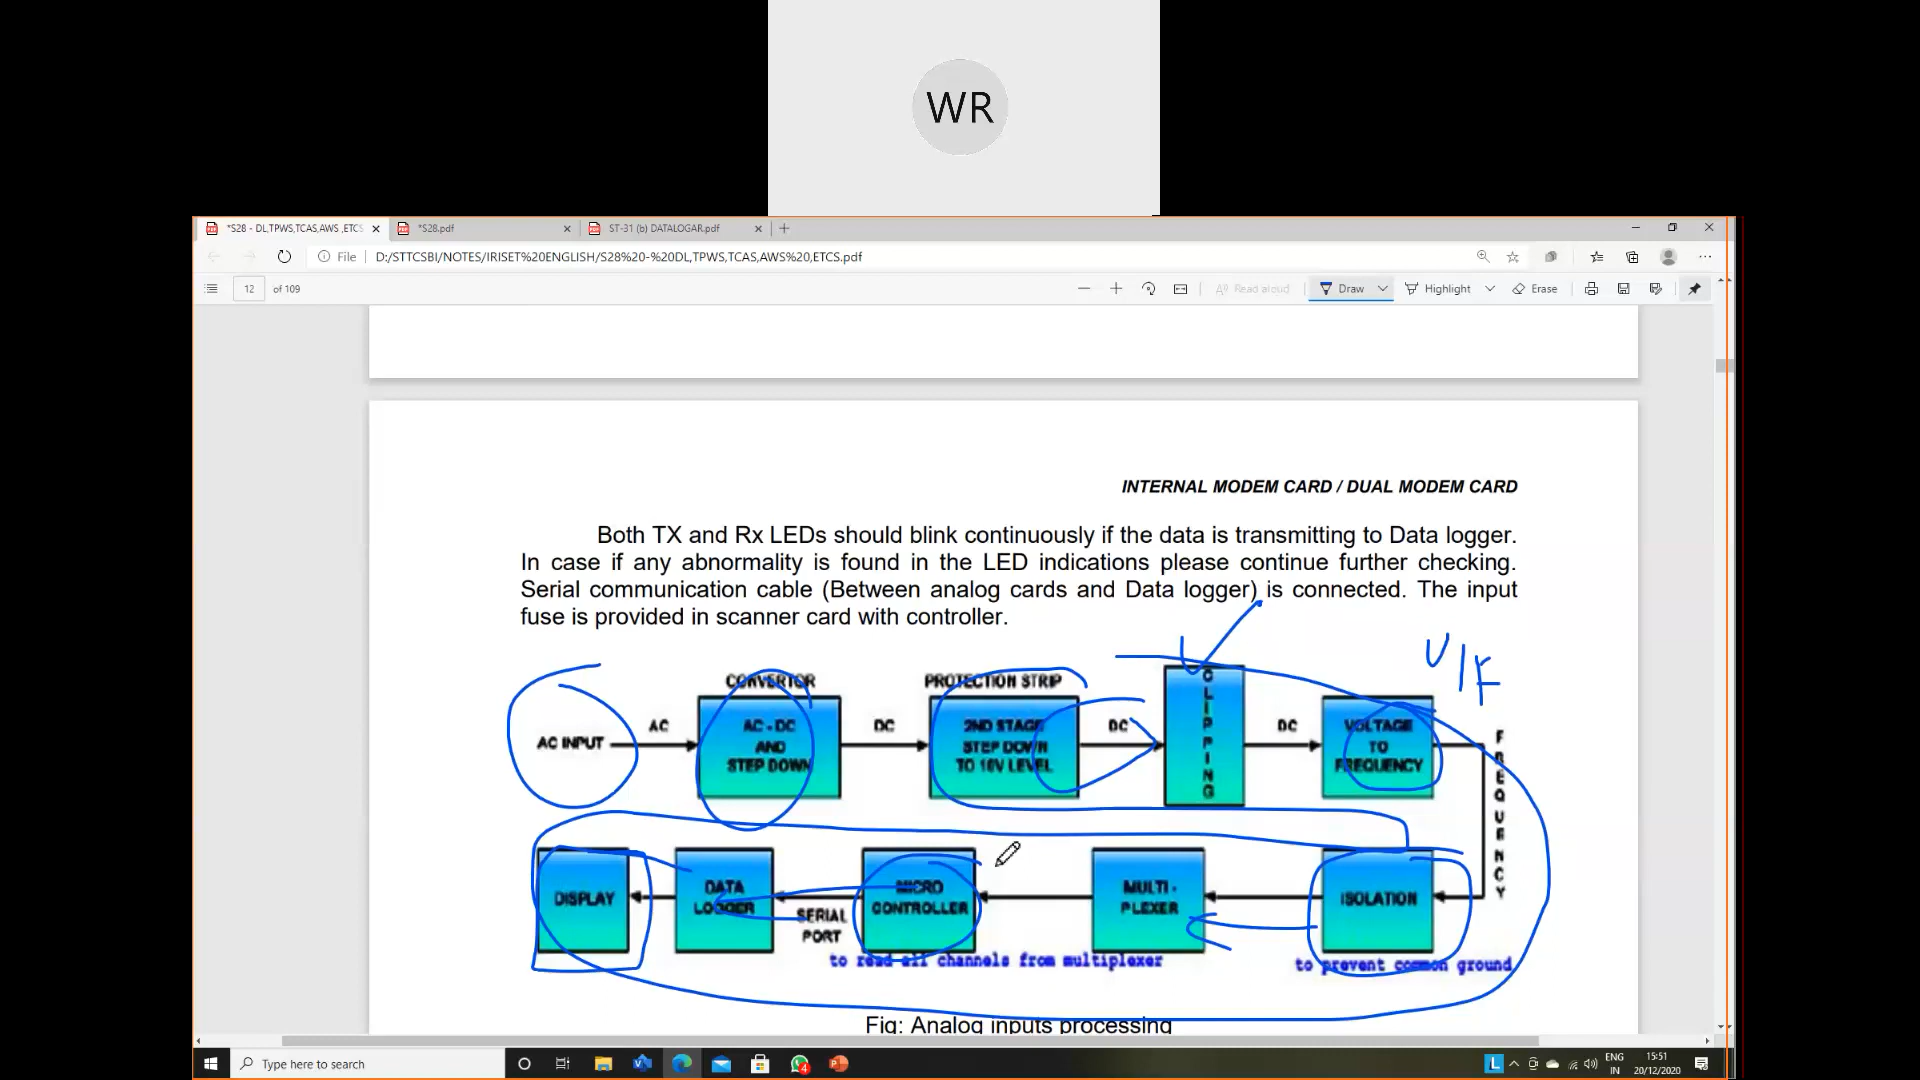 WR
*S28 - DL,TPWS,TCAS,AWS ,ETCS
*S28.pdf
ST-31 (b) DATALOGAR.pdf
File
D:/STTCSBI/NOTES/IRISET%20ENGLISH/S28%20-%20DL,TPWS,TCAS,AWS%20,ETCS.pdf
12 of 109
Read aloud
Draw
Highlight
Erase
INTERNAL MODEM CARD / DUAL MODEM CARD
Both TX and Rx LEDs should blink continuously if the data is transmitting to Data logger.
In case if any abnormality is found in the LED indications please continue further checking.
Serial communication cable (Between analog cards and Data logger) is connected. The input
fuse is provided in scanner card with controller.
V/F
CONVERTOR
PROTECTION STRIP
AC INPUT
AC
AC - DC
AND
STEP DOWN
DC
2ND STAGE
STEP DOWN
TO 10V LEVEL
DC
CLIPPING
DC
VOLTAGE
TO
FREQUENCY
FREQUENCY
DISPLAY
DATA
LOGGER
SERIAL
PORT
MICRO
CONTROLLER
MULTI -
PLEXER
ISOLATION
to read all channels from multiplexer
to prevent common ground
Fig: Analog inputs processing
Type here to search
4
L
ENG
IN
15:51
20/12/2020